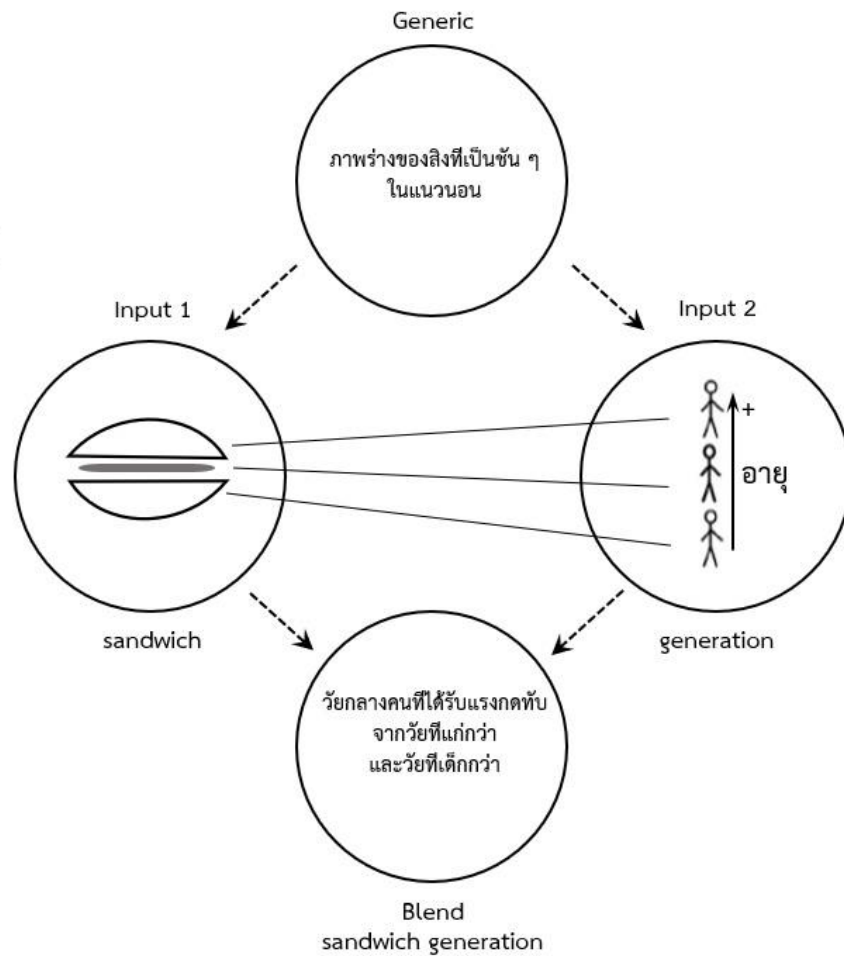 Generic
ภาพร่างของสิงทีเป็นชัน ๆ
ในแนวนอน
Input 1
Input 2
+
อายุ
sandwich
generation
วัยกลางคนทีได้รับแรงกดทับ
จากวัยทีแก่กว่า
และวัยทีเด็กกว่า
Blend
sandwich generation